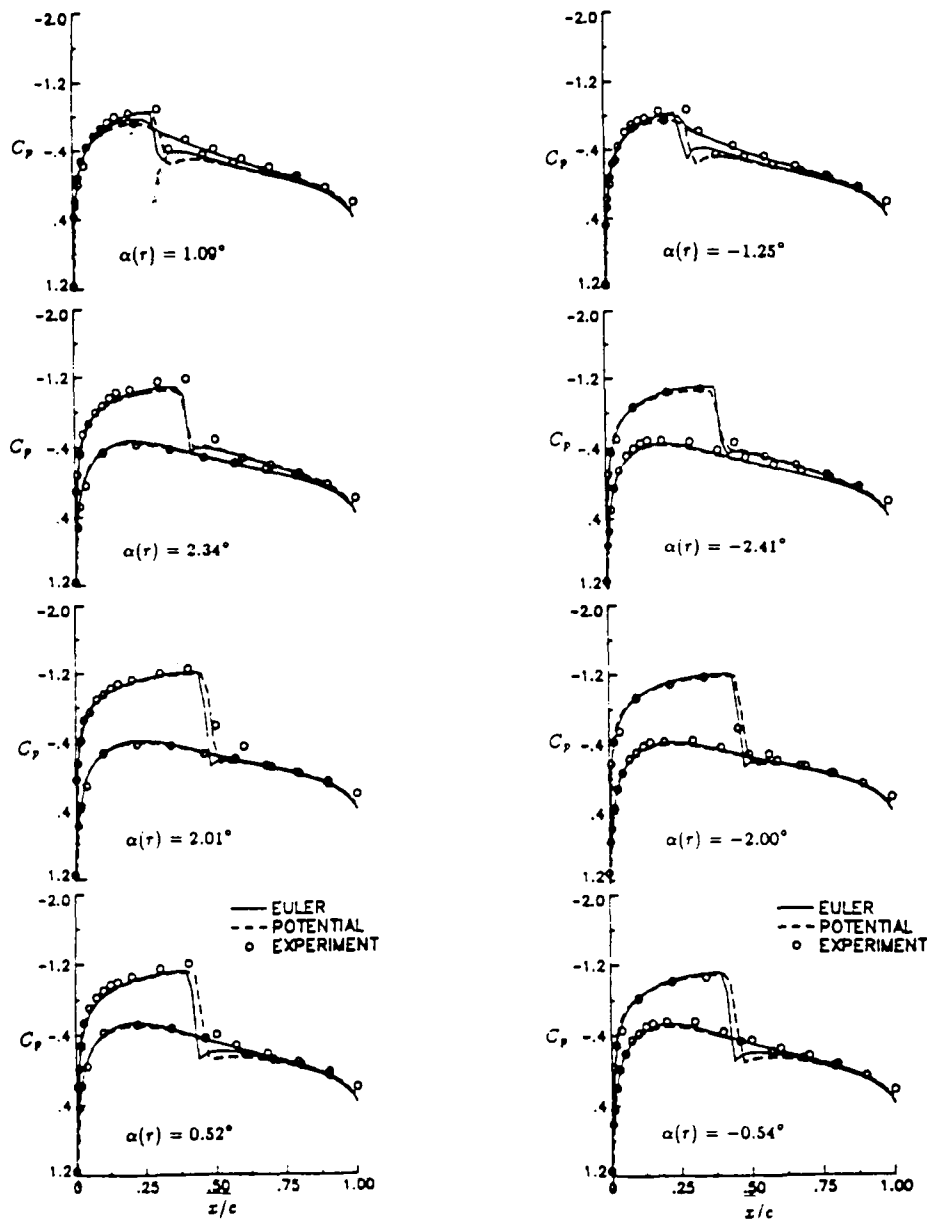 -2.0
-1.2
C_p -.4
.4
α(τ) = 1.09°
1.2
-2.0
-1.2
C_p -.4
.4
α(τ) = -1.25°
1.2
-2.0
-1.2
C_p -.4
.4
α(τ) = 2.34°
1.2
-2.0
-1.2
C_p -.4
.4
α(τ) = -2.41°
1.2
-2.0
-1.2
C_p -.4
.4
α(τ) = 2.01°
1.2
-2.0
-1.2
C_p -.4
.4
α(τ) = -2.00°
1.2
-2.0
EULER
POTENTIAL
EXPERIMENT
-1.2
C_p -.4
.4
α(τ) = 0.52°
1.2
0 .25 .50 .75 1.00
x/c
-2.0
EULER
POTENTIAL
EXPERIMENT
-1.2
C_p -.4
.4
α(τ) = -0.54°
1.2
0 .25 .50 .75 1.00
x/c